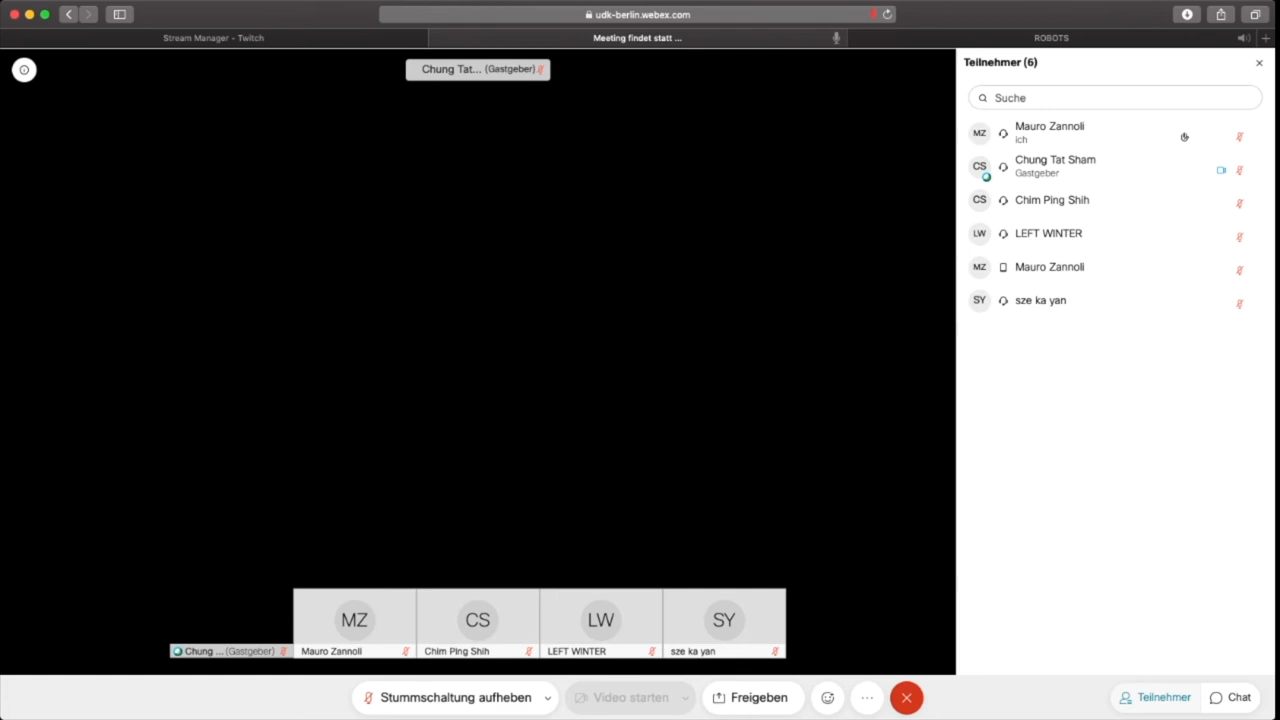 udk-berlin.webex.com
Stream Manager - Twitch
Meeting findet statt ...
ROBOTS
Chung Tat... (Gastgeber)
Teilnehmer (6)
Suche
MZ
Mauro Zannoli
ich
CS
Chung Tat Sham
Gastgeber
CS
Chim Ping Shih
LW
LEFT WINTER
MZ
Mauro Zannoli
SY
sze ka yan
MZ
CS
LW
SY
Chung ... (Gastgeber)
Mauro Zannoli
Chim Ping Shih
LEFT WINTER
sze ka yan
Stummschaltung aufheben
Video starten
Freigeben
Teilnehmer
Chat